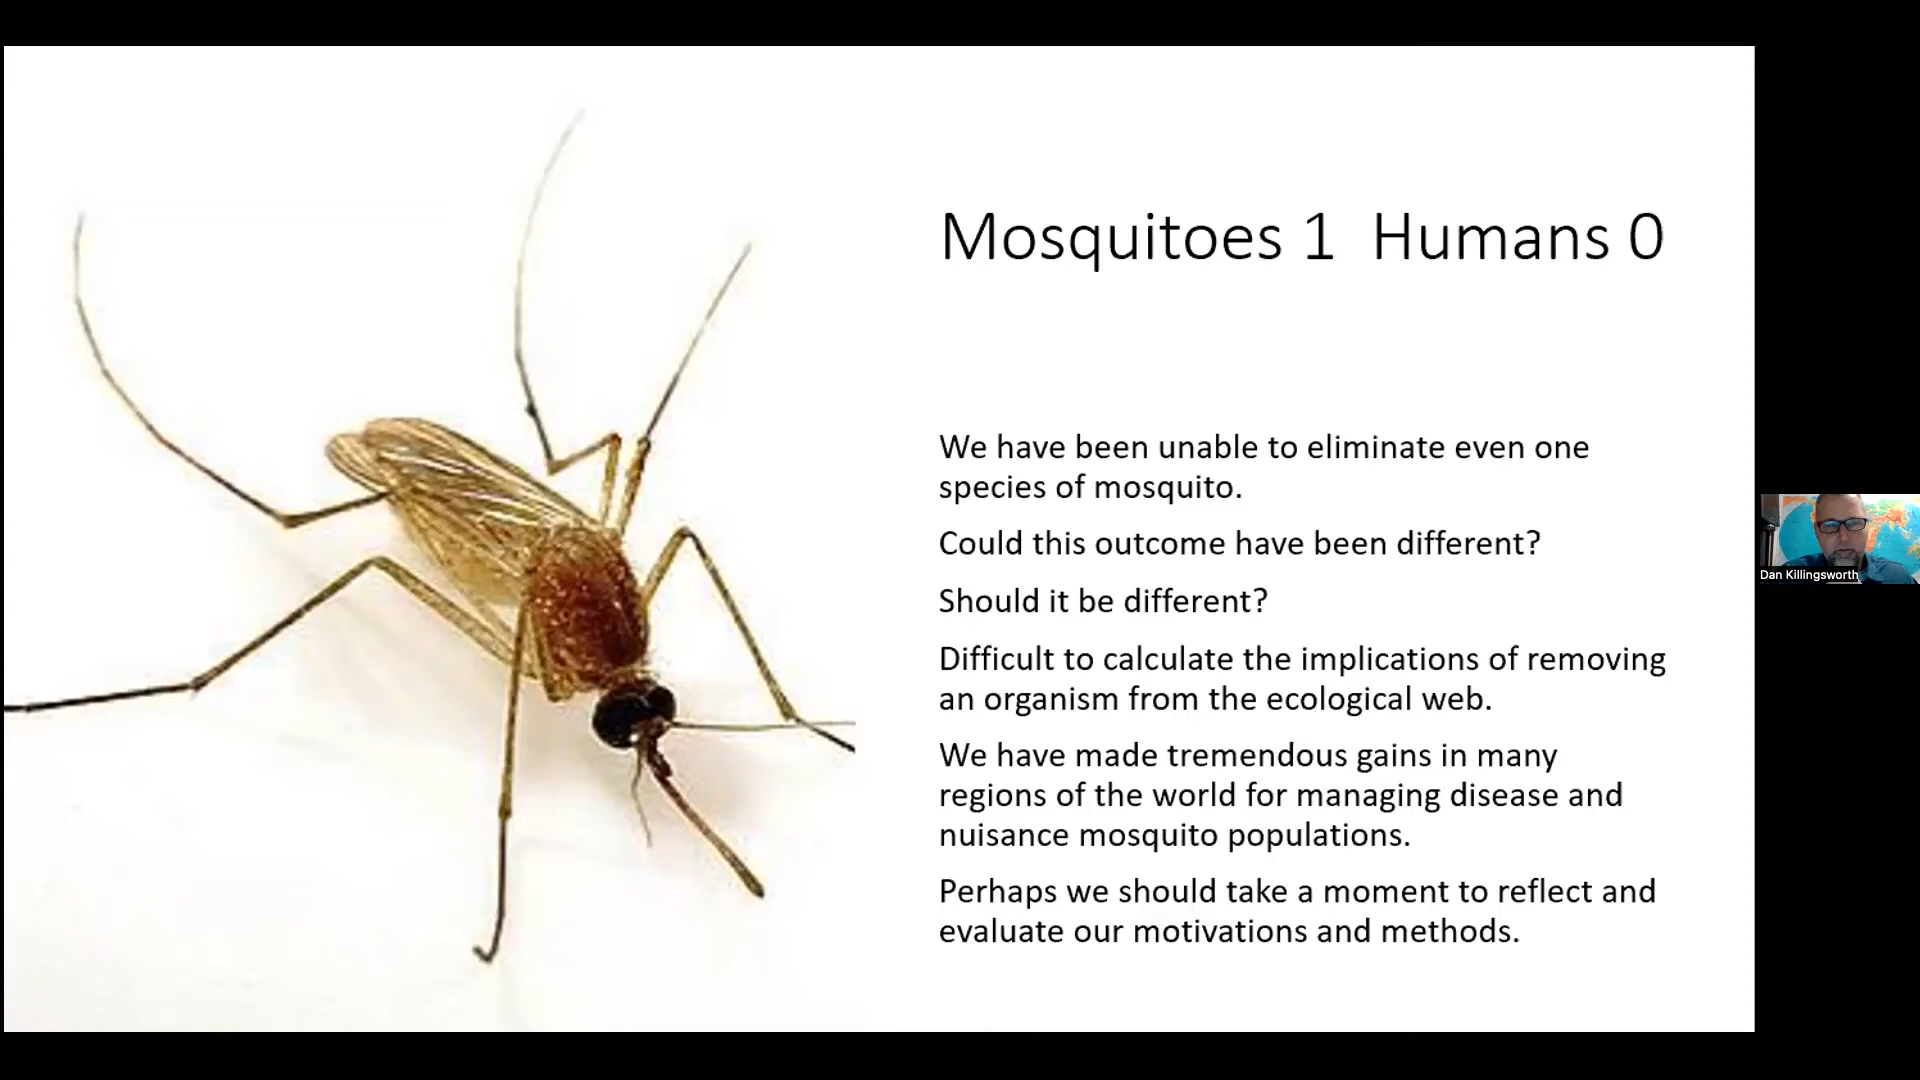 Mosquitoes 1  Humans 0
We have been unable to eliminate even one
species of mosquito.
Could this outcome have been different?
Should it be different?
Difficult to calculate the implications of removing
an organism from the ecological web.
We have made tremendous gains in many
regions of the world for managing disease and
nuisance mosquito populations.
Perhaps we should take a moment to reflect and
evaluate our motivations and methods.
Dan Killingsworth